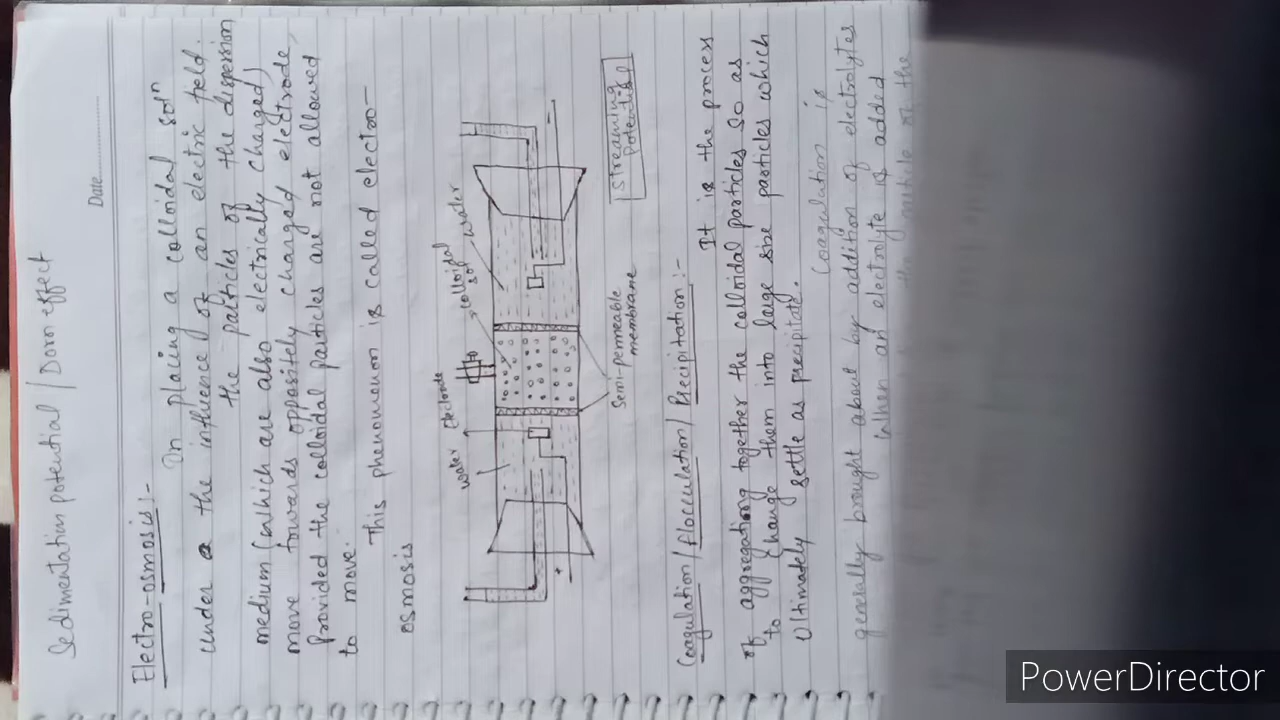 Sedimentation potential / Dorn effect
Date
Electro-osmosis:-
On placing a colloidal soln
under a the influence of an electric field.
the particles of the dispersion
medium (which are also electrically charged)
move towards oppositely charged electrode,
Provided the colloidal particles are not allowed
to move.
This phenomenon is called electro-
osmosis
water
Electrode
colloidal
sol
water
+
-
Semi-permeable
membrane
Streaming
Potential
Coagulation / flocculation / Precipitation :-
It is the process
of aggregating together the colloidal particles so as
to change them into large size particles which
Ultimately settle as precipitate.
Coagulation is
generally brought about by addition of electrolytes
When an electrolyte is added
the particle of the
PowerDirector